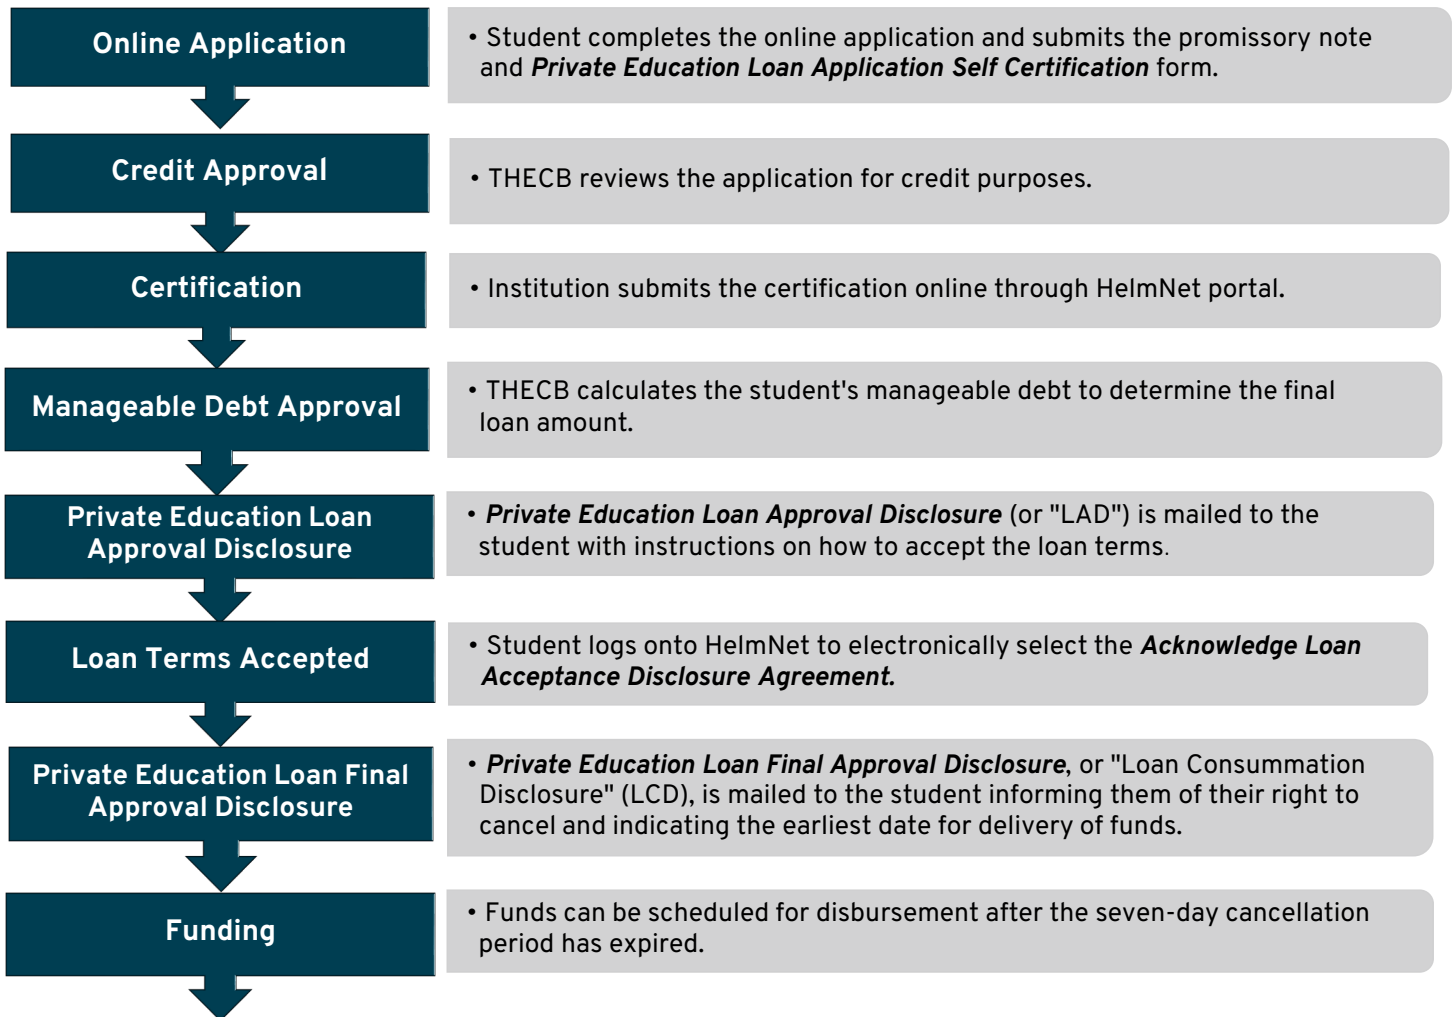 Online Application
• Student completes the online application and submits the promissory note
and Private Education Loan Application Self Certification form.
Credit Approval
• THECB reviews the application for credit purposes.
Certification
• Institution submits the certification online through HelmNet portal.
Manageable Debt Approval
• THECB calculates the student's manageable debt to determine the final
loan amount.
Private Education Loan
Approval Disclosure
• Private Education Loan Approval Disclosure (or "LAD") is mailed to the
student with instructions on how to accept the loan terms.
Loan Terms Accepted
• Student logs onto HelmNet to electronically select the Acknowledge Loan
Acceptance Disclosure Agreement.
Private Education Loan Final
Approval Disclosure
• Private Education Loan Final Approval Disclosure, or "Loan Consummation
Disclosure" (LCD), is mailed to the student informing them of their right to
cancel and indicating the earliest date for delivery of funds.
Funding
• Funds can be scheduled for disbursement after the seven-day cancellation
period has expired.